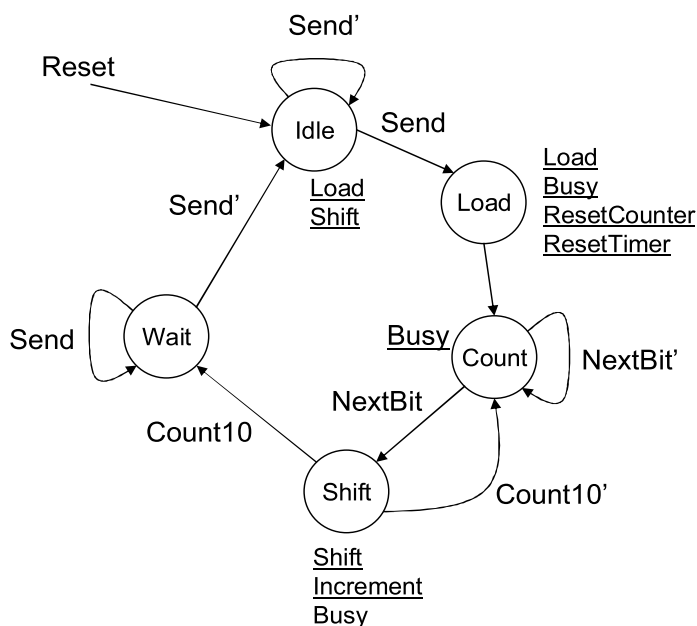 Send’
Reset
Idle
Send
Load
Shift
Load
Load
Busy
ResetCounter
ResetTimer
Send’
Send
Wait
Busy
Count
NextBit’
NextBit
Count10
Shift
Count10’
Shift
Increment
Busy